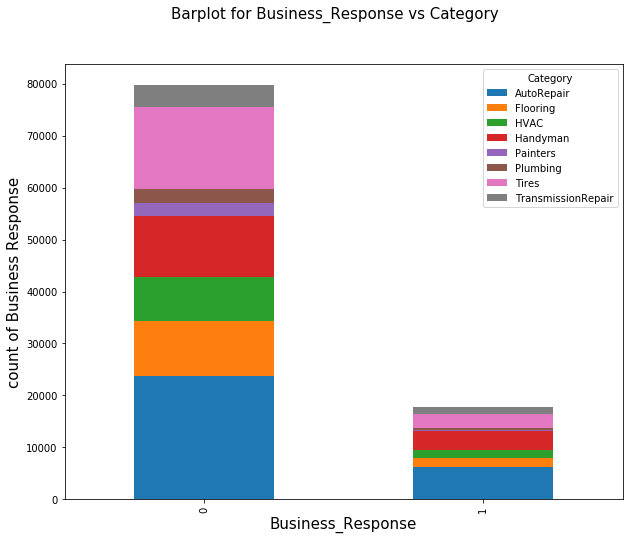 Barplot for Business_Response vs Category
count of Business Response
80000
70000
60000
50000
40000
30000
20000
10000
0
Category
AutoRepair
Flooring
HVAC
Handyman
Painters
Plumbing
Tires
TransmissionRepair
0
1
Business_Response